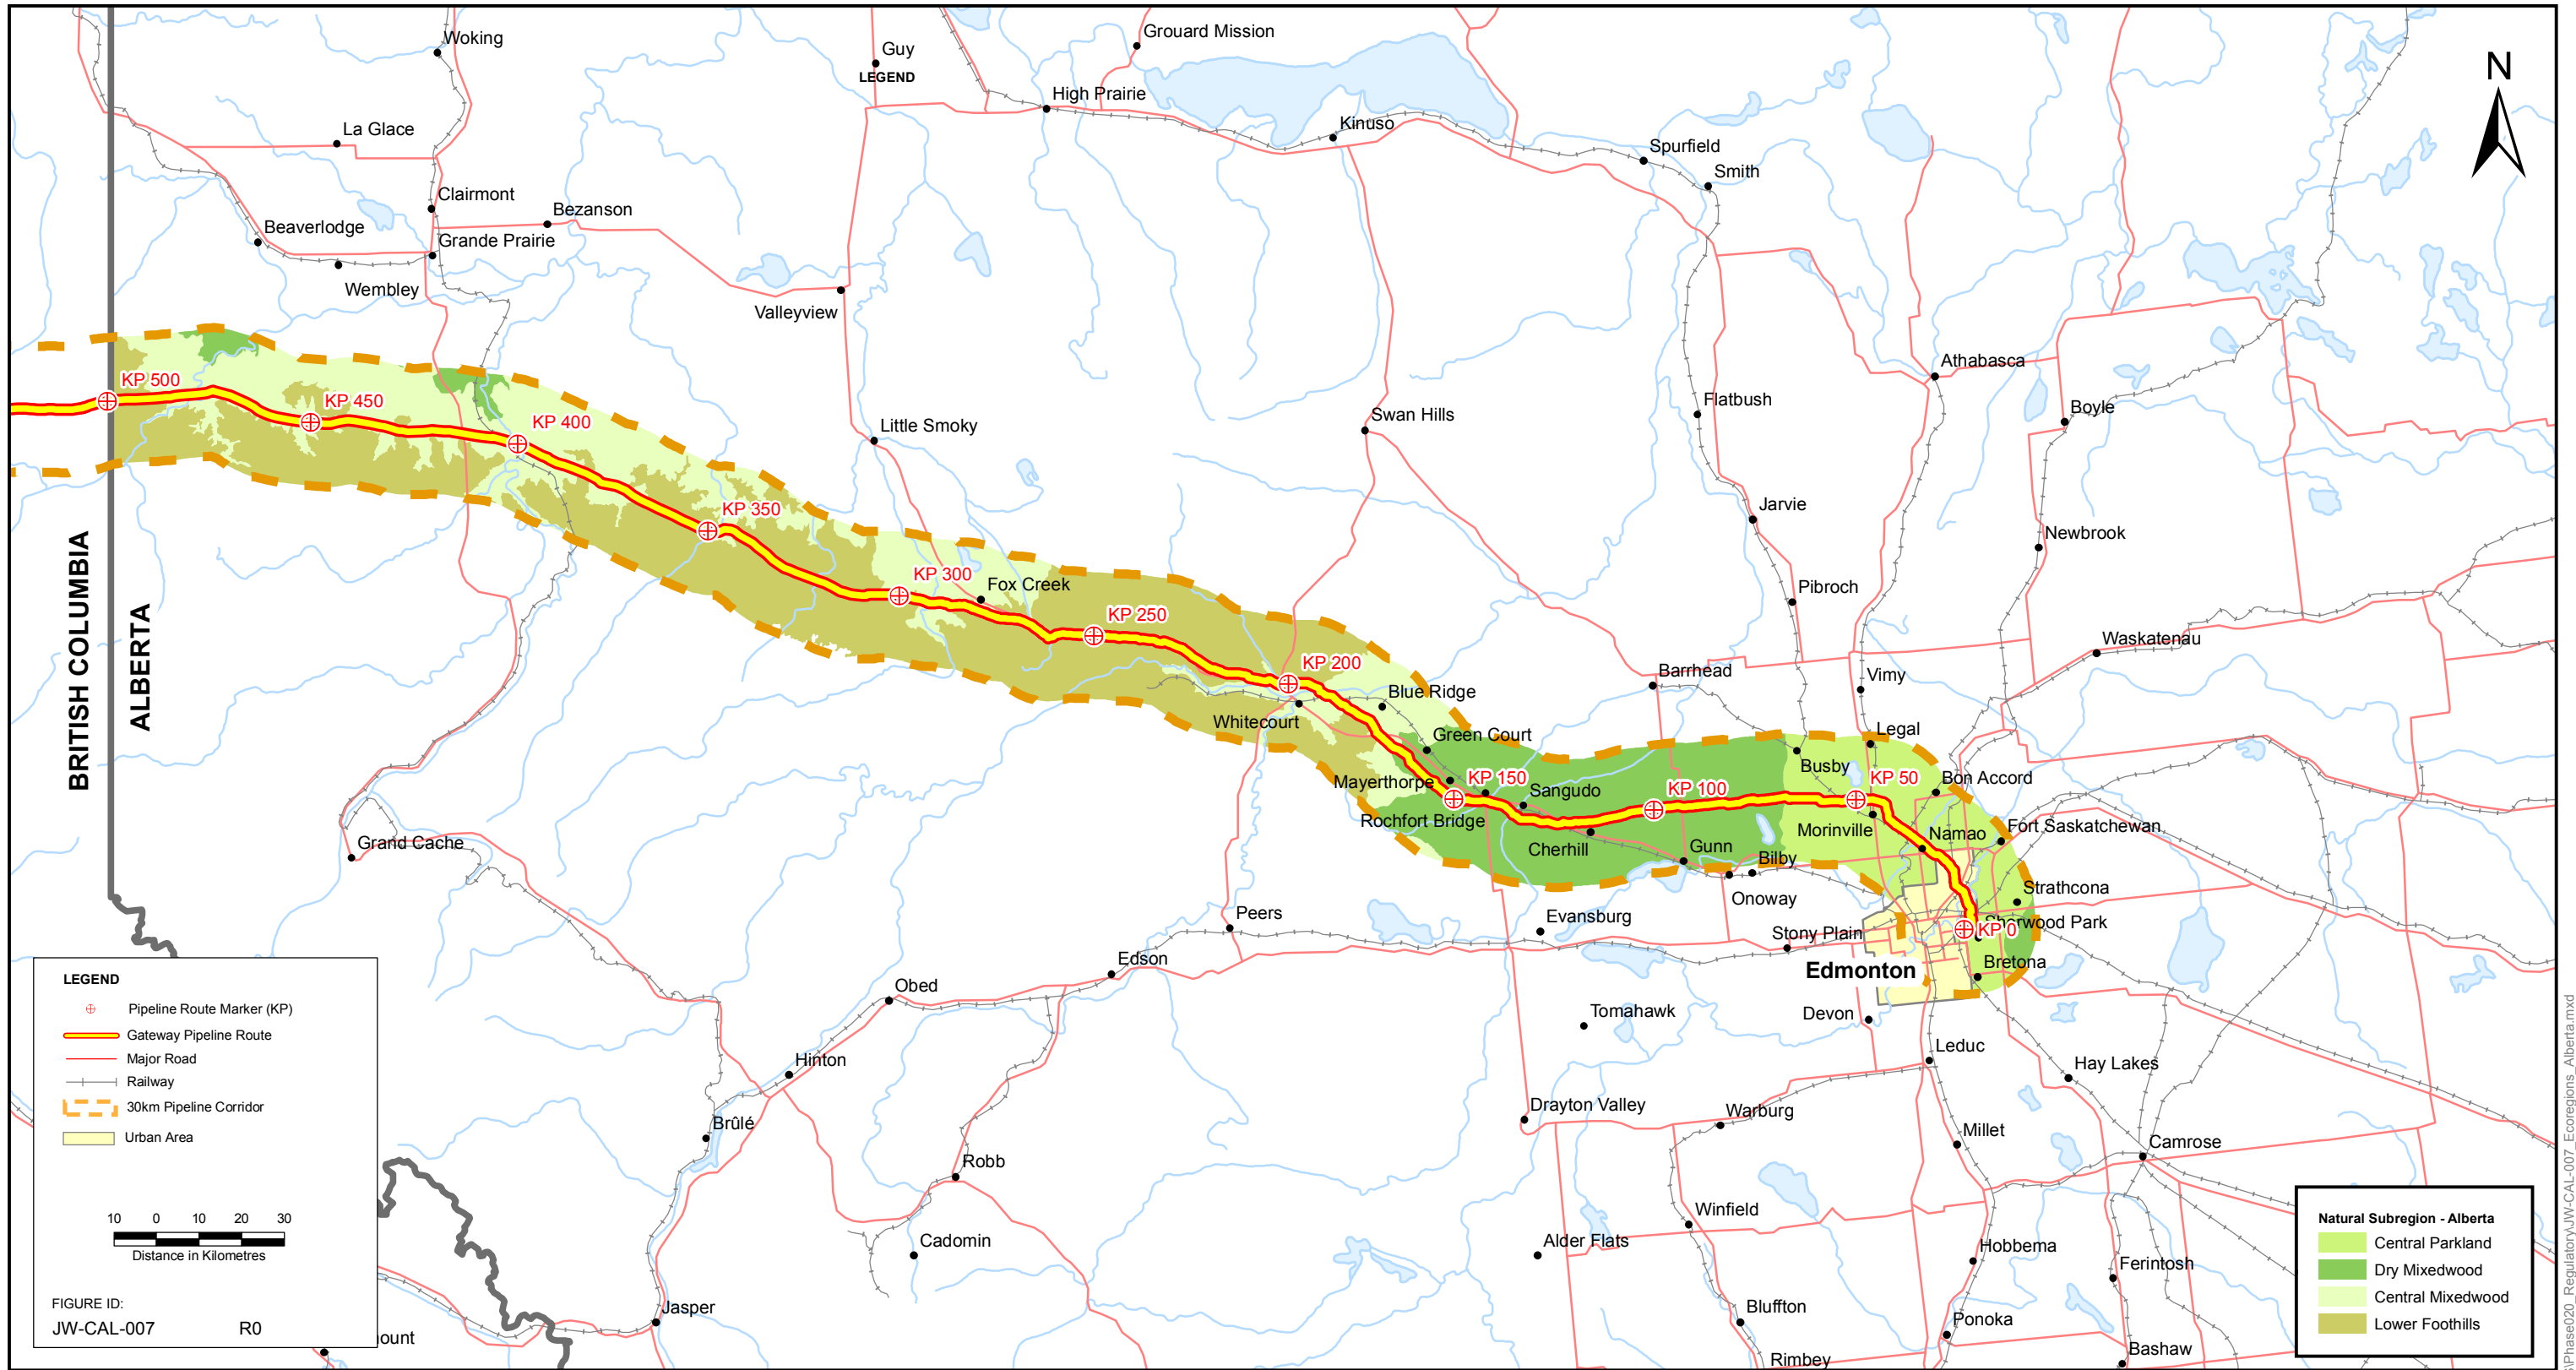 Woking
Guy
LEGEND
Grouard Mission
High Prairie
Kinuso
La Glace
Spurfield
Smith
Clairmont
Bezanson
Beaverlodge
Grande Prairie
Wembley
Valleyview
N
Athabasca
KP 500
KP 450
KP 400
Little Smoky
Swan Hills
Flatbush
Boyle
KP 350
Jarvie
Newbrook
BRITISH COLUMBIA
ALBERTA
KP 300
Fox Creek
KP 250
Pibroch
Waskatenau
KP 200
Barrhead
Vimy
Blue Ridge
Whitecourt
Green Court
Legal
Busby
Mayerthorpe
KP 150
Sangudo
KP 100
KP 50
Bon Accord
Rochfort Bridge
Morinville
Namao
Fort Saskatchewan
Cherhill
Gunn
Bilby
Grand Cache
Onoway
Strathcona
Peers
Evansburg
Stony Plain
KP 0
Sherwood Park
Edson
Edmonton
Bretona
Obed
Tomahawk
Devon
Hinton
Leduc
Hay Lakes
Drayton Valley
Warburg
Brûlé
Millet
Camrose
Robb
Winfield
Cadomin
Alder Flats
Hobbema
Ferintosh
Jasper
Bluffton
Ponoka
Rimbey
Bashaw
ount
LEGEND
Pipeline Route Marker (KP)
Gateway Pipeline Route
Major Road
Railway
30km Pipeline Corridor
Urban Area
10 0 10 20 30
Distance in Kilometres
FIGURE ID:
JW-CAL-007 R0
Natural Subregion - Alberta
Central Parkland
Dry Mixedwood
Central Mixedwood
Lower Foothills
\Phase020_Regulatory\JW-CAL-007_Ecoregions_Alberta.mxd